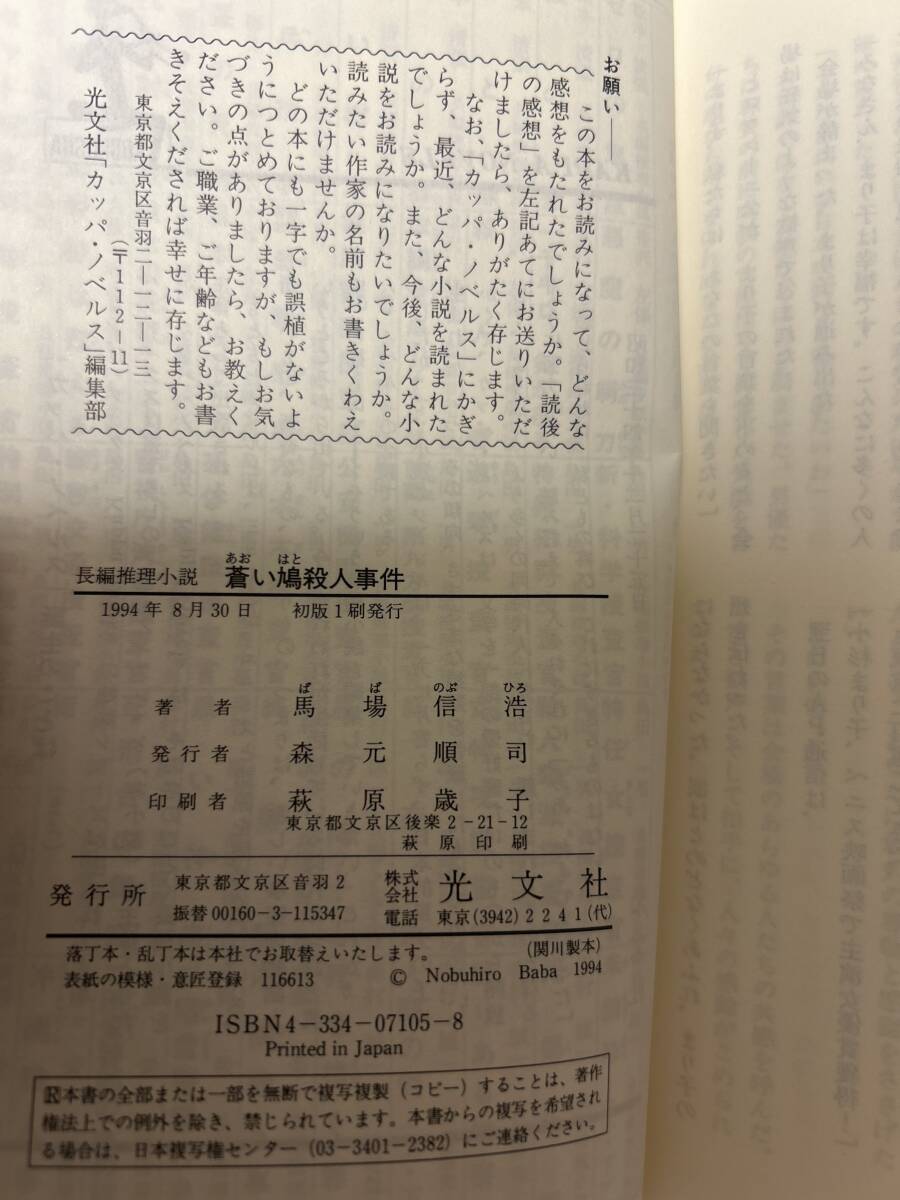 お願い――
この本をお読みになって、どんな
感想をもたれたでしょうか。「読後
の感想」を左記あてにお送りいただ
けましたら、ありがたく存じます。
なお、「カッパ・ノベルス」にかぎ
らず、最近、どんな小説を読まれた
でしょうか。また、今後、どんな小
説をお読みになりたいでしょうか。
読みたい作家の名前もお書きくわえ
いただけませんか。
どの本にも一字でも誤植がないよ
うにつとめておりますが、もしお気
づきの点がありましたら、お教えく
ださい。ご職業、ご年齢などもお書
きそえくだされば幸せに存じます。
東京都文京区音羽二―一二―一三
(〒112-11)
光文社「カッパ・ノベルス」編集部
長編推理小説 蒼い鳩殺人事件
あお はと
1994年8月30日 初版1刷発行
著者 馬場信浩
ば ば のぶ ひろ
発行者 森元順司
印刷者 萩原歳子
東京都文京区後楽2-21-12
萩原印刷
発行所 東京都文京区音羽2 株式会社 光文社
振替00160-3-115347 電話 東京(3942)2241(代)
落丁本・乱丁本は本社でお取替えいたします。 (関川製本)
表紙の模様・意匠登録 116613 © Nobuhiro Baba 1994
ISBN4-334-07105-8
Printed in Japan
Ⓡ本書の全部または一部を無断で複写複製(コピー)することは、著作
権法上での例外を除き、禁じられています。本書からの複写を希望され
る場合は、日本複写権センター(03-3401-2382)にご連絡ください。